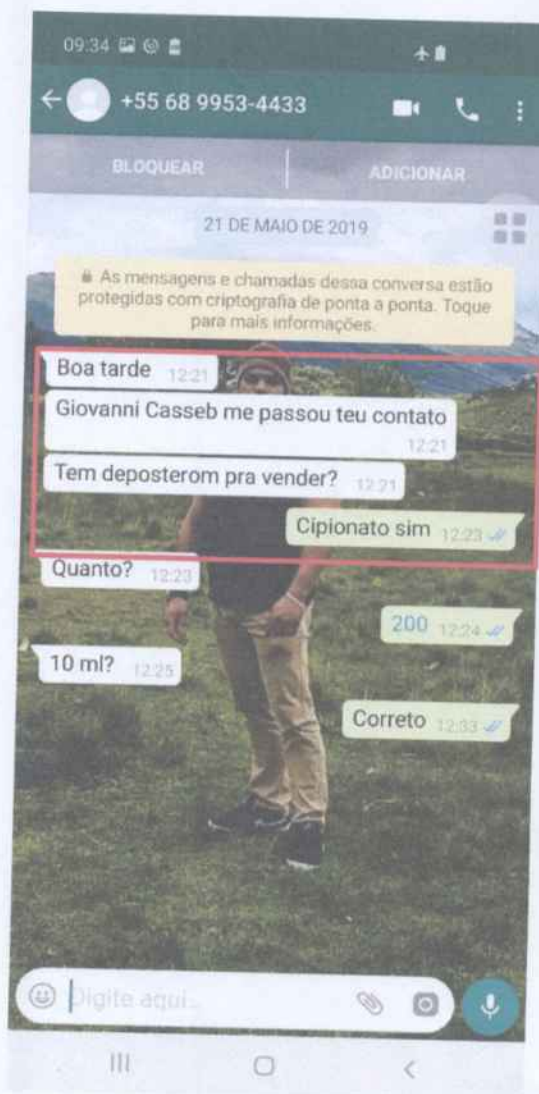 09:34
+55 68 9953-4433
BLOQUEAR
ADICIONAR
21 DE MAIO DE 2019
As mensagens e chamadas dessa conversa estão
protegidas com criptografia de ponta a ponta. Toque
para mais informações.
Boa tarde 12:21
Giovanni Casseb me passou teu contato
12:21
Tem deposterom pra vender? 12:21
Cipionato sim 12:23
Quanto? 12:23
200 12:24
10 ml? 12:25
Correto 12:33
Digite aqui...